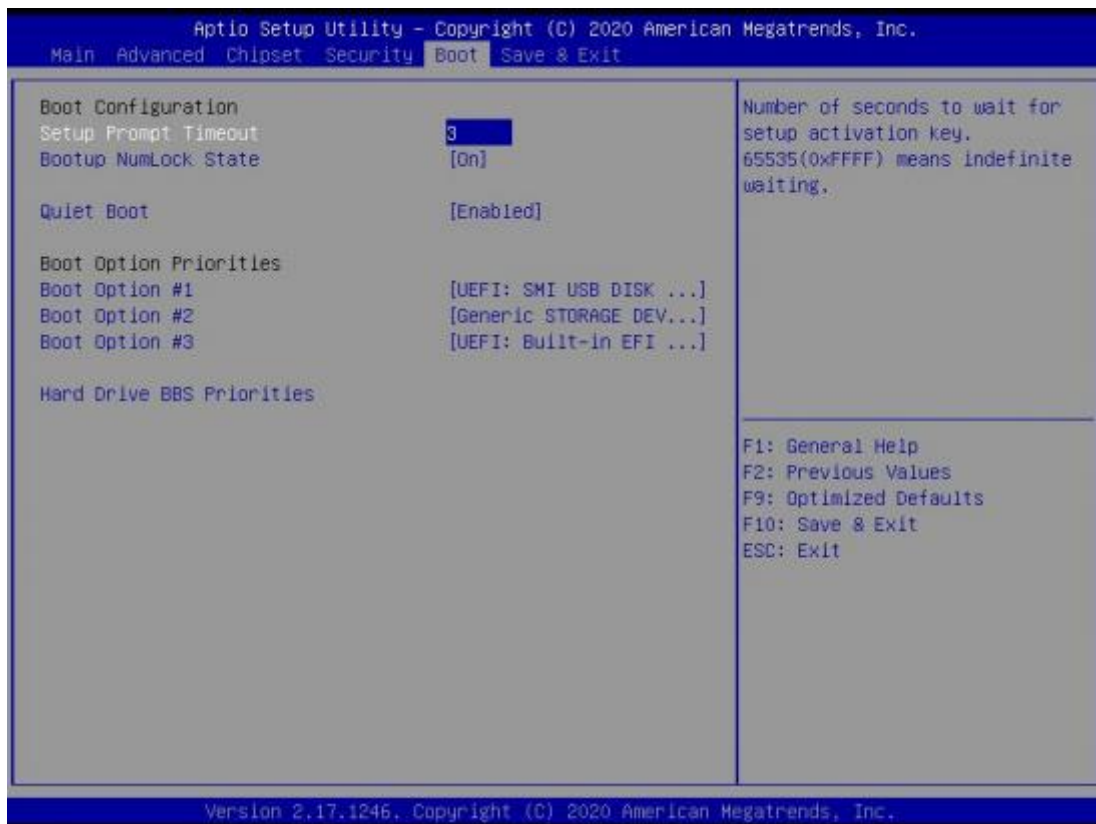 Aptio Setup Utility – Copyright (C) 2020 American Megatrends, Inc.
Main Advanced Chipset Security Boot Save & Exit
Boot Configuration
Setup Prompt Timeout 3
Bootup NumLock State [On]
Quiet Boot [Enabled]
Boot Option Priorities
Boot Option #1 [UEFI: SMI USB DISK ...]
Boot Option #2 [Generic STORAGE DEV...]
Boot Option #3 [UEFI: Built-in EFI ...]
Hard Drive BBS Priorities
Number of seconds to wait for
setup activation key.
65535(0xFFFF) means indefinite
waiting.
F1: General Help
F2: Previous Values
F9: Optimized Defaults
F10: Save & Exit
ESC: Exit
Version 2.17.1246. Copyright (C) 2020 American Megatrends, Inc.